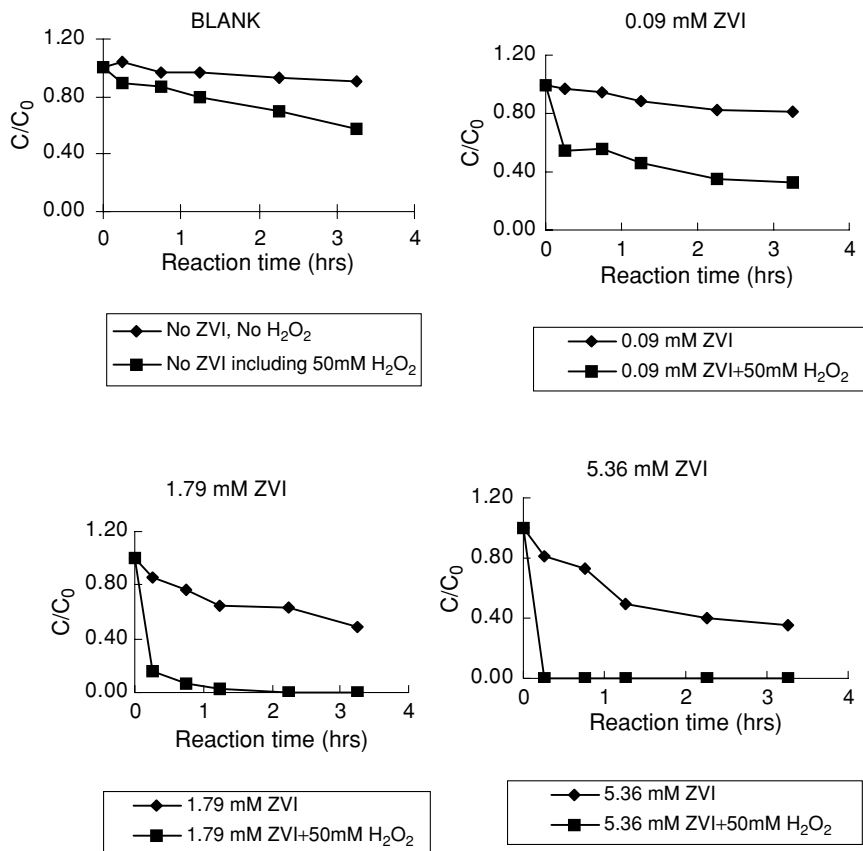 BLANK
1.20
0.80
0.40
0.00
C/C₀
0 1 2 3 4
Reaction time (hrs)
No ZVI, No H₂O₂
No ZVI including 50mM H₂O₂
0.09 mM ZVI
1.20
0.80
0.40
0.00
C/C₀
0 1 2 3 4
Reaction time (hrs)
0.09 mM ZVI
0.09 mM ZVI+50mM H₂O₂
1.79 mM ZVI
1.20
0.80
0.40
0.00
C/C₀
0 1 2 3 4
Reaction time (hrs)
1.79 mM ZVI
1.79 mM ZVI+50mM H₂O₂
5.36 mM ZVI
1.20
0.80
0.40
0.00
C/C₀
0 1 2 3 4
Reaction time (hrs)
5.36 mM ZVI
5.36 mM ZVI+50mM H₂O₂